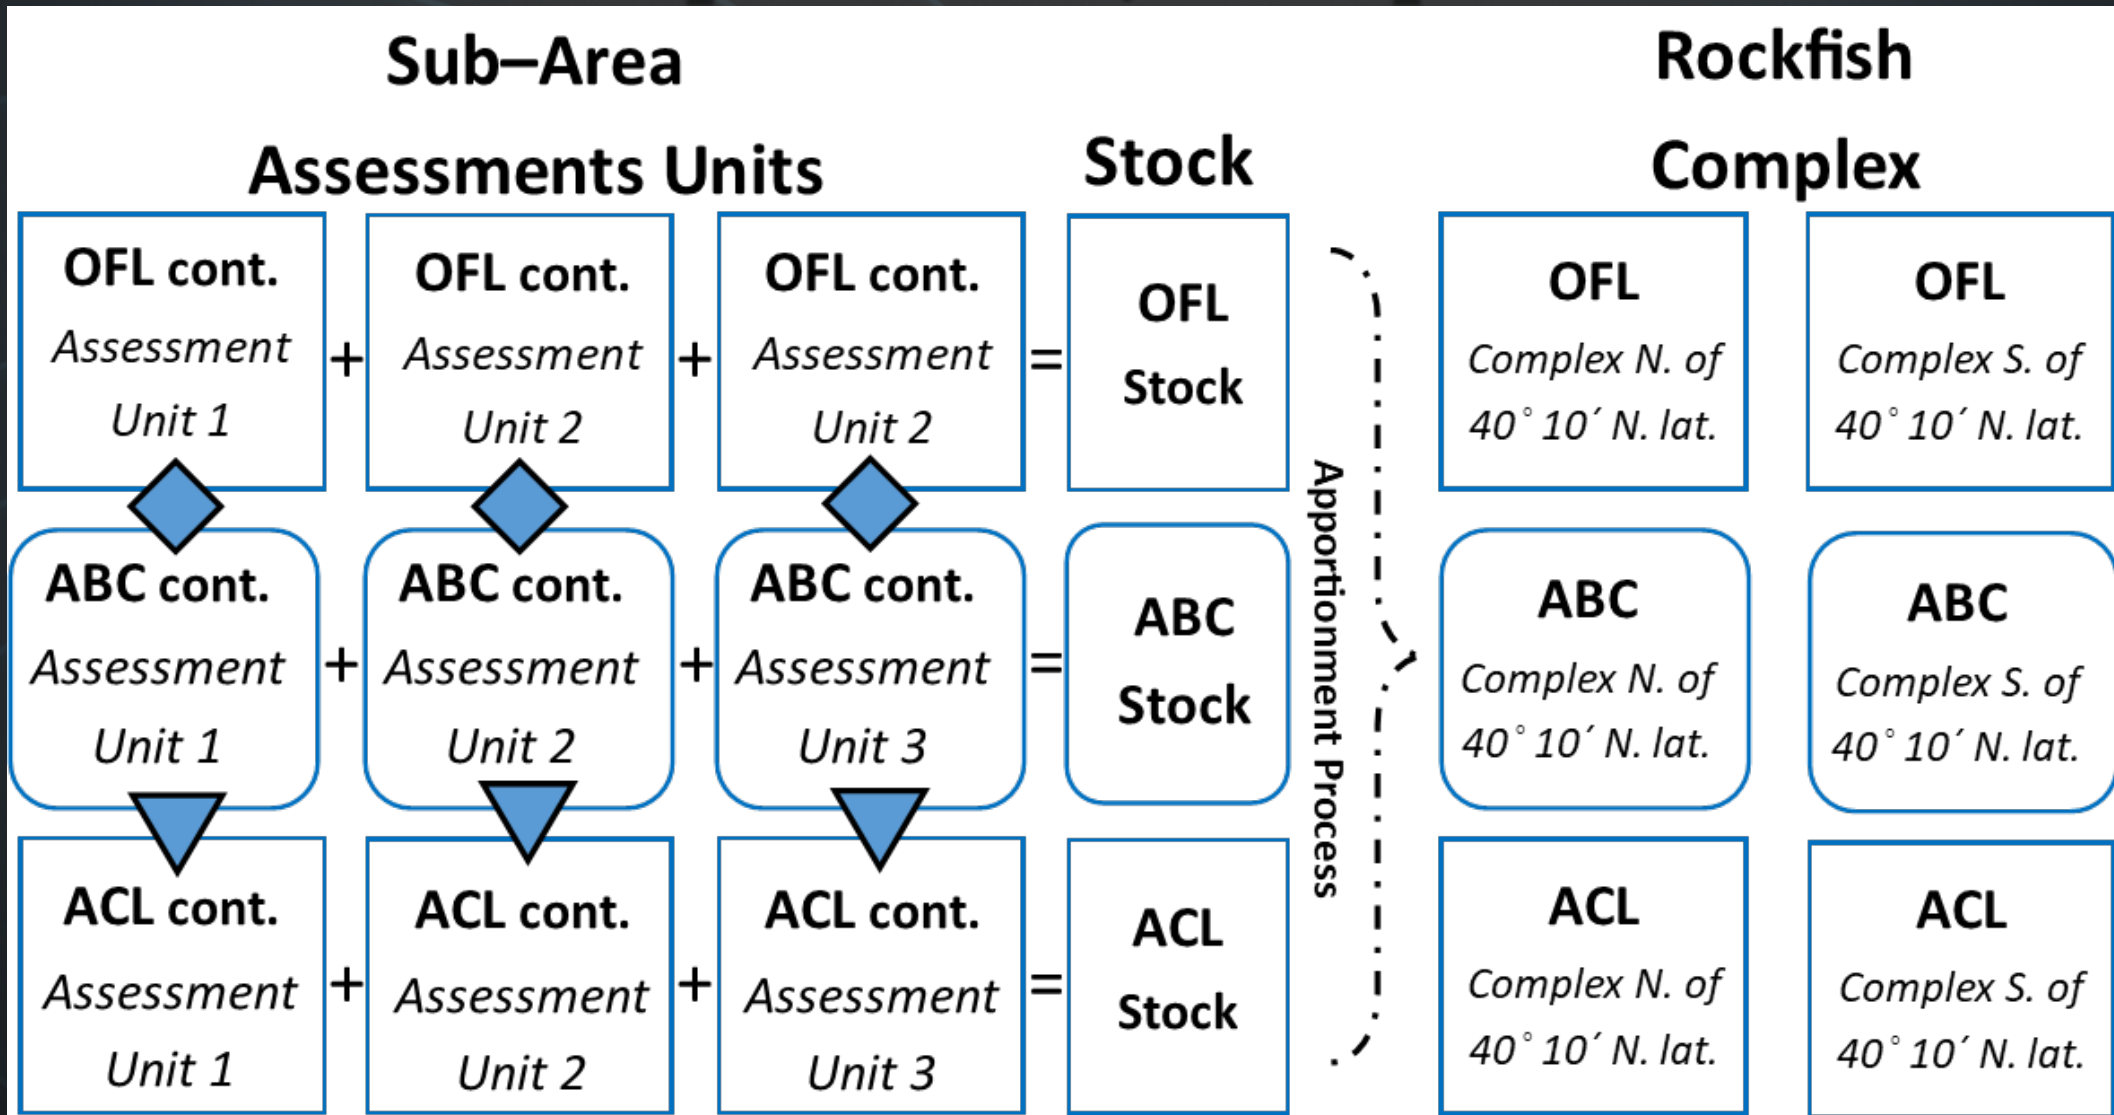 Sub–Area
Assessments Units
Stock
Rockfish
Complex
OFL cont.
Assessment
Unit 1
+
OFL cont.
Assessment
Unit 2
+
OFL cont.
Assessment
Unit 2
=
OFL
Stock
Apportionment Process
OFL
Complex N. of
40° 10´ N. lat.
OFL
Complex S. of
40° 10´ N. lat.
ABC cont.
Assessment
Unit 1
+
ABC cont.
Assessment
Unit 2
+
ABC cont.
Assessment
Unit 3
=
ABC
Stock
ABC
Complex N. of
40° 10´ N. lat.
ABC
Complex S. of
40° 10´ N. lat.
ACL cont.
Assessment
Unit 1
+
ACL cont.
Assessment
Unit 2
+
ACL cont.
Assessment
Unit 3
=
ACL
Stock
ACL
Complex N. of
40° 10´ N. lat.
ACL
Complex S. of
40° 10´ N. lat.